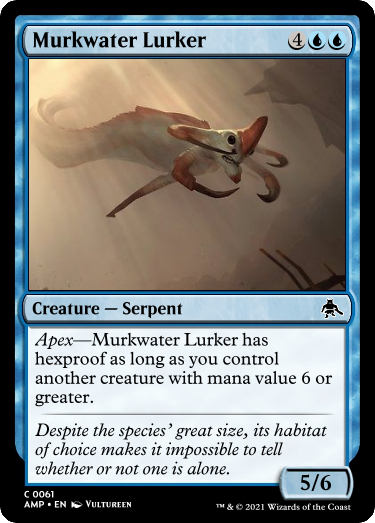 Murkwater Lurker 4
Creature — Serpent
Apex—Murkwater Lurker has
hexproof as long as you control
another creature with mana value 6 or
greater.
Despite the species' great size, its habitat
of choice makes it impossible to tell
whether or not one is alone.
5/6
C 0061
AMP • EN Vultureen
™ & © 2021 Wizards of the Coast